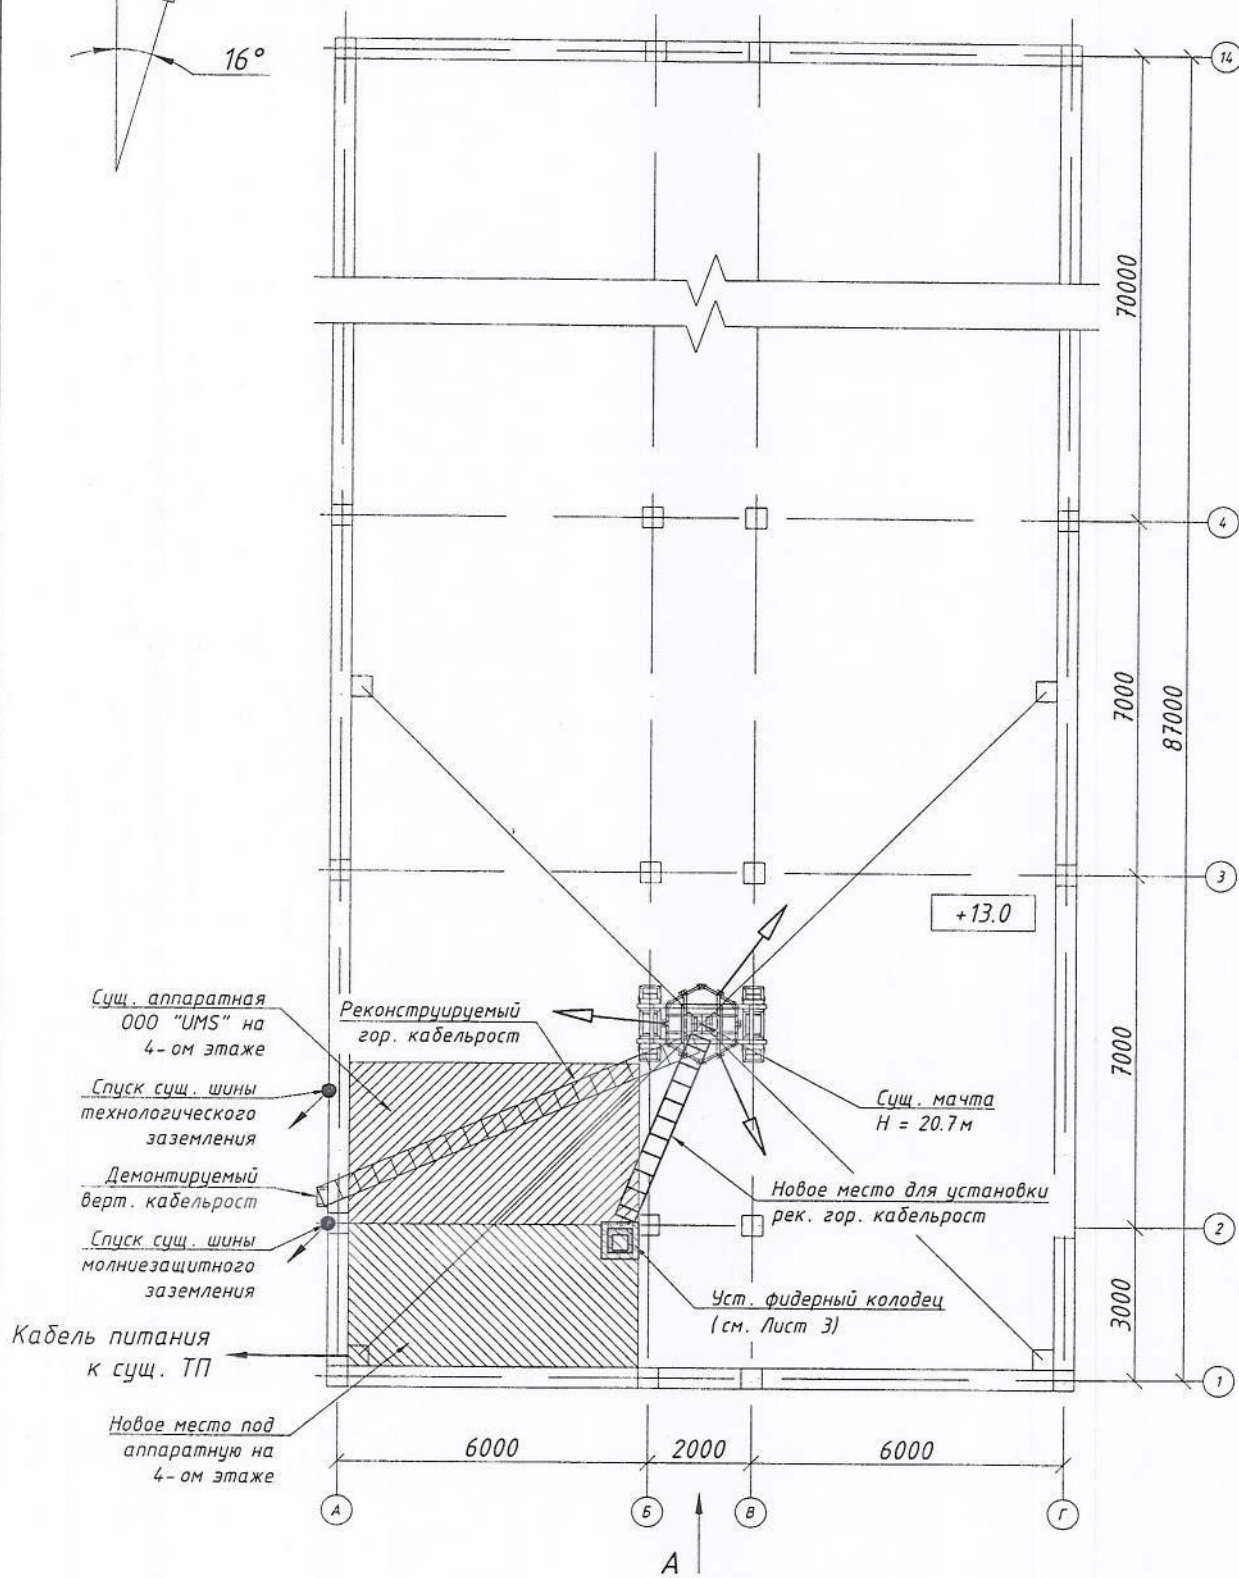 16°
14
70000
4
7000
87000
3
+13.0
Сущ. аппаратная
ООО "UMS" на
4-ом этаже
Реконструируемый
гор. кабельрост
Спуск сущ. шины
технологического
заземления
7000
Сущ. мачта
H = 20.7м
Демонтируемый
верт. кабельрост
Новое место для установки
рек. гор. кабельрост
2
Спуск сущ. шины
молниезащитного
заземления
Уст. фидерный колодец
(см. Лист 3)
3000
Кабель питания
к сущ. ТП
1
Новое место под
аппаратную на
4-ом этаже
6000
2000
6000
А
Б
В
Г
А